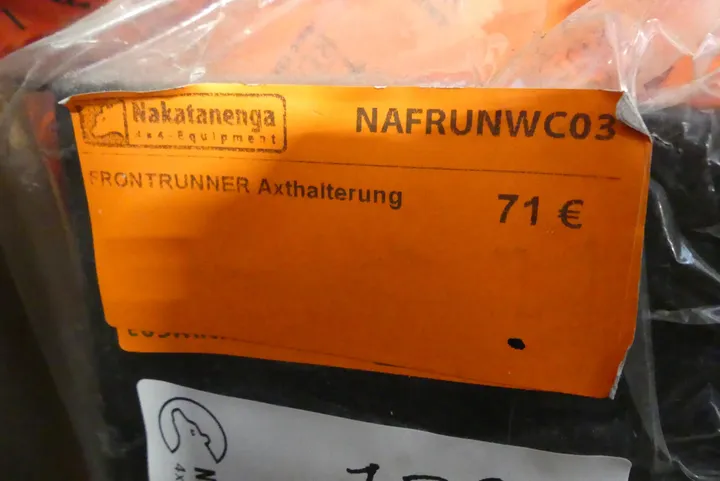 Nakatanenga
4x4-Equipment
NAFRUNWC03
FRONTRUNNER Axthalterung
71 €